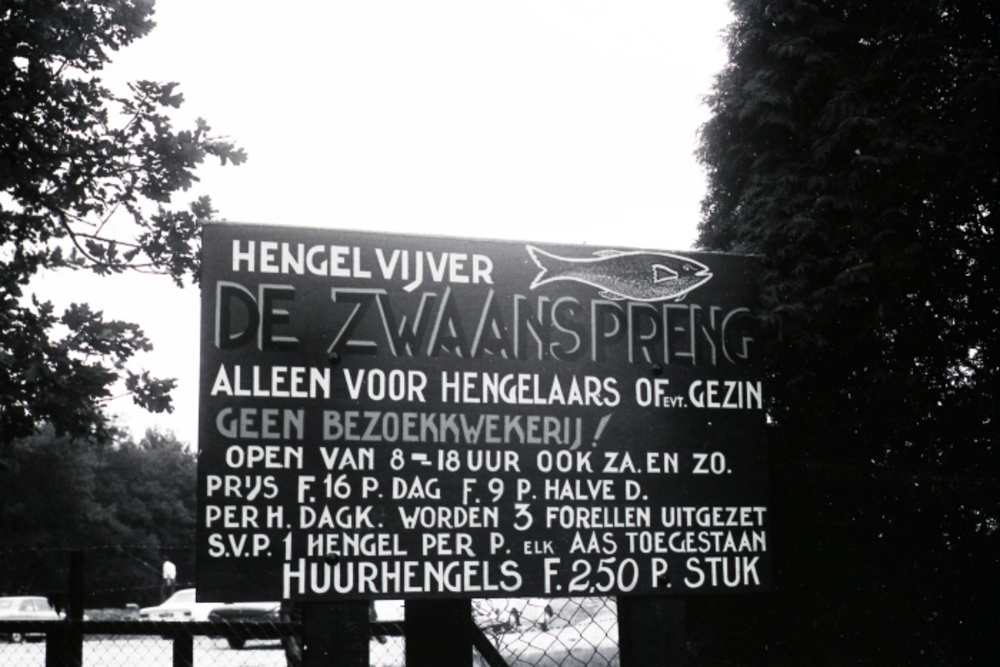 HENGELVIJVER
DE ZWAANSPRENG
ALLEEN VOOR HENGELAARS OF EVT. GEZIN
GEEN BEZOEKKWEKERIJ!
OPEN VAN 8-18 UUR OOK ZA. EN ZO.
PRIJS F. 16 P. DAG F. 9 P. HALVE D.
PER H. DAGK. WORDEN 3 FORELLEN UITGEZET
S.V.P. 1 HENGEL PER P. ELK AAS TOEGESTAAN
HUURHENGELS F. 2,50 P. STUK